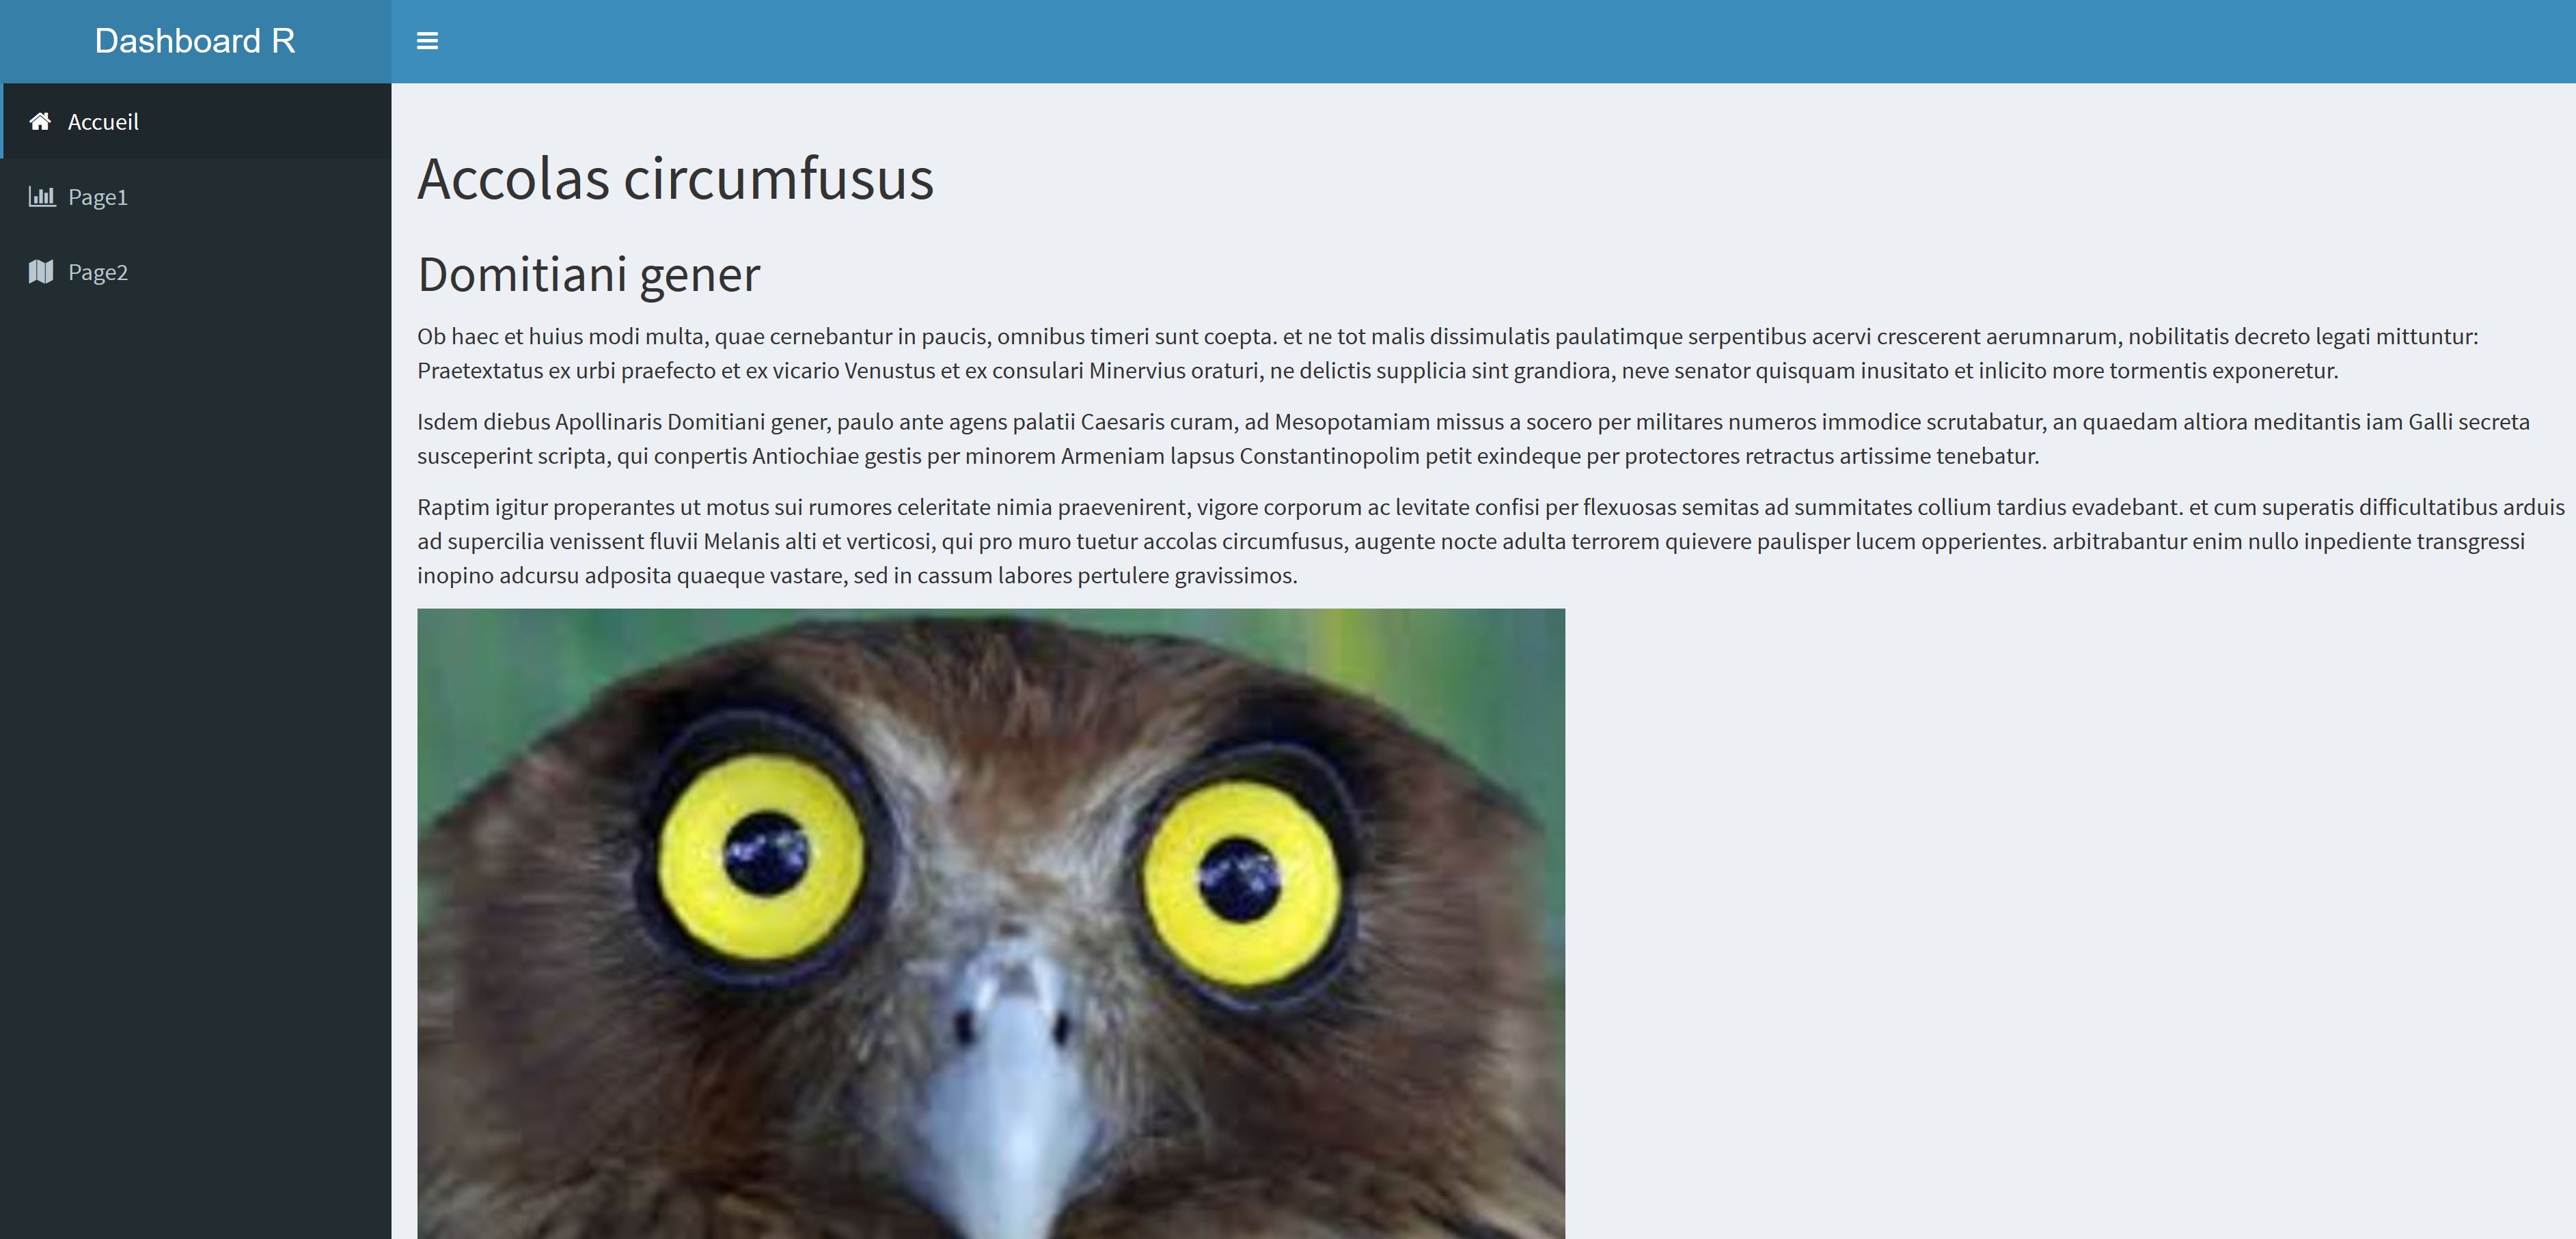 Dashboard R
Accueil
Page1
Page2
Accolas circumfusus
Domitiani gener
Ob haec et huius modi multa, quae cernebantur in paucis, omnibus timeri sunt coepta. et ne tot malis dissimulatis paulatimque serpentibus acervi crescerent aerumnarum, nobilitatis decreto legati mittuntur:
Praetextatus ex urbi praefecto et ex vicario Venustus et ex consulari Minervius oraturi, ne delictis supplicia sint grandiora, neve senator quisquam inusitato et inlicito more tormentis exponeretur.
Isdem diebus Apollinaris Domitiani gener, paulo ante agens palatii Caesaris curam, ad Mesopotamiam missus a socero per militares numeros immodice scrutabatur, an quaedam altiora meditantis iam Galli secreta
susceperint scripta, qui conpertis Antiochiae gestis per minorem Armeniam lapsus Constantinopolim petit exindeque per protectores retractus artissime tenebatur.
Raptim igitur properantes ut motus sui rumores celeritate nimia praevenirent, vigore corporum ac levitate confisi per flexuosas semitas ad summitates collium tardius evadebant. et cum superatis difficultatibus arduis
ad supercilia venissent fluvii Melanis alti et verticosi, qui pro muro tuetur accolas circumfusus, augente nocte adulta terrorem quievere paulisper lucem opperientes. arbitrabantur enim nullo inpediente transgressi
inopino adcursu adposita quaeque vastare, sed in cassum labores pertulere gravissimos.